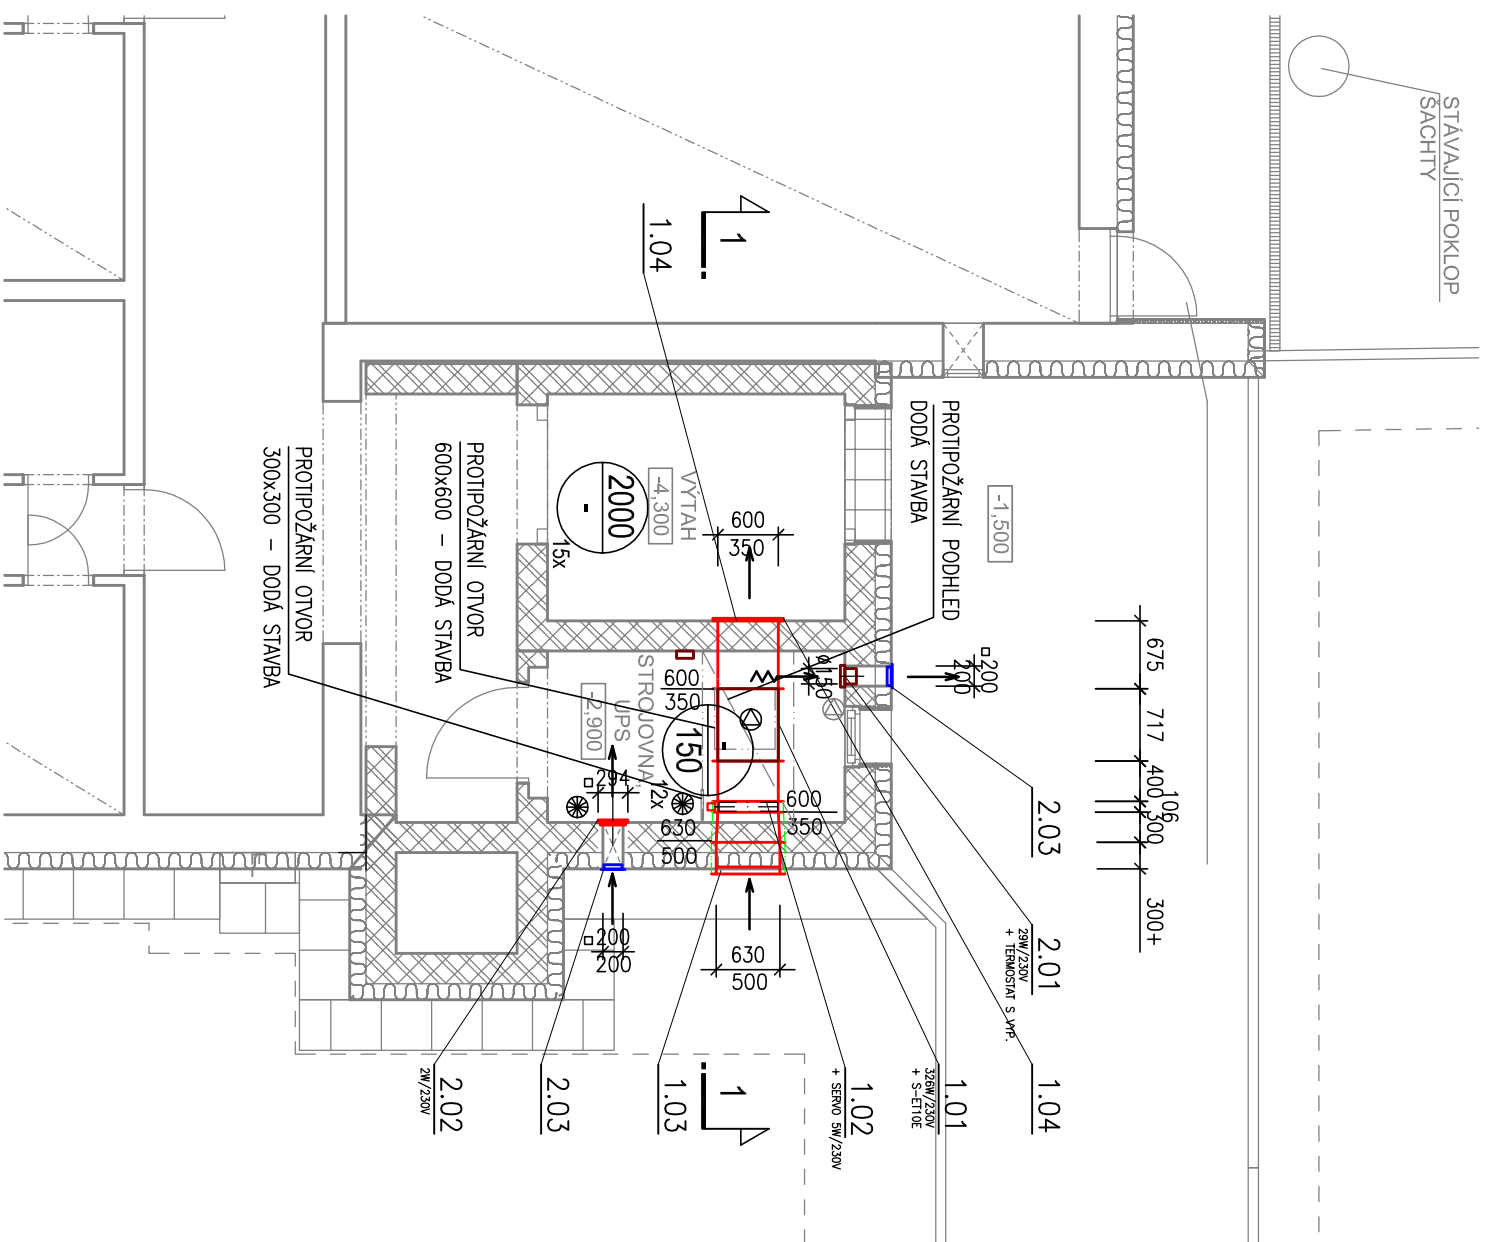 STÁVAJÍCÍ POKLOP
ŠACHTY
1
1.04
PROTIPOŽÁRNÍ PODHLED
DODÁ STAVBA
-1,500
VÝTAH
-4,300
2000
-
15x
600
350
PROTIPOŽÁRNÍ OTVOR
600x600 – DODÁ STAVBA
PROTIPOŽÁRNÍ OTVOR
300x300 – DODÁ STAVBA
STROJOVNA,
UPS
-2,900
150
-
12x
600
350
ø150
200
200
675
717
400
106
300
300+
600
350
630
500
294
200
200
630
500
2.03
2.01
29W/230V
+ TERMOSTAT S VYP.
1.04
1.01
326W/230V
+ S-ET10E
1.02
+ SERVO 5W/230V
1
1.03
2.03
2.02
2W/230V